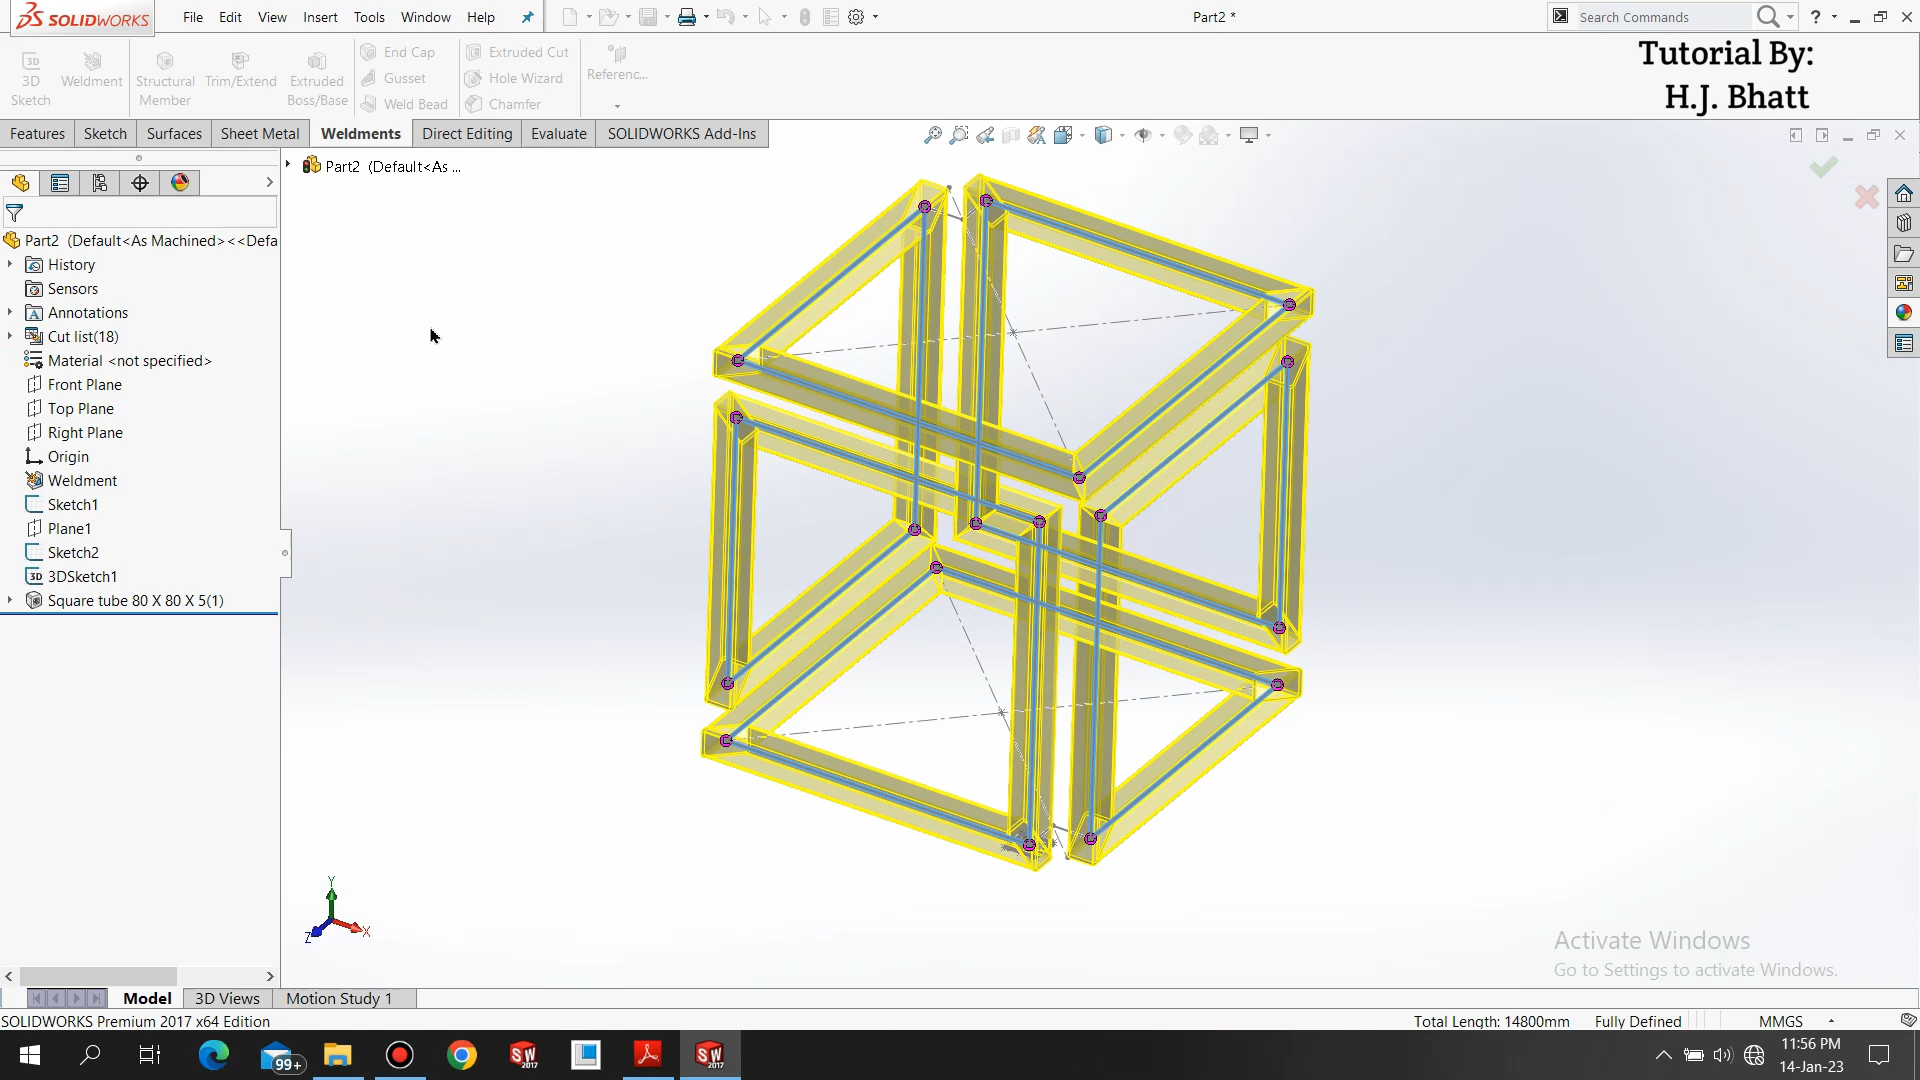 SOLIDWORKS
File Edit View Insert Tools Window Help
Part2 *
Search Commands
Tutorial By:
H.J. Bhatt
3D Sketch
Weldment
Structural Member
Trim/Extend
Extruded Boss/Base
End Cap
Gusset
Weld Bead
Extruded Cut
Hole Wizard
Chamfer
Referenc...
Features Sketch Surfaces Sheet Metal Weldments Direct Editing Evaluate SOLIDWORKS Add-Ins
Part2 (Default<As ...
Part2 (Default<As Machined><<Defa
History
Sensors
Annotations
Cut list(18)
Material <not specified>
Front Plane
Top Plane
Right Plane
Origin
Weldment
Sketch1
Plane1
Sketch2
3DSketch1
Square tube 80 X 80 X 5(1)
Y
Z
X
Activate Windows
Go to Settings to activate Windows.
Model 3D Views Motion Study 1
SOLIDWORKS Premium 2017 x64 Edition
Total Length: 14800mm Fully Defined MMGS
99+
SW 2017
SW 2017
11:56 PM
14-Jan-23